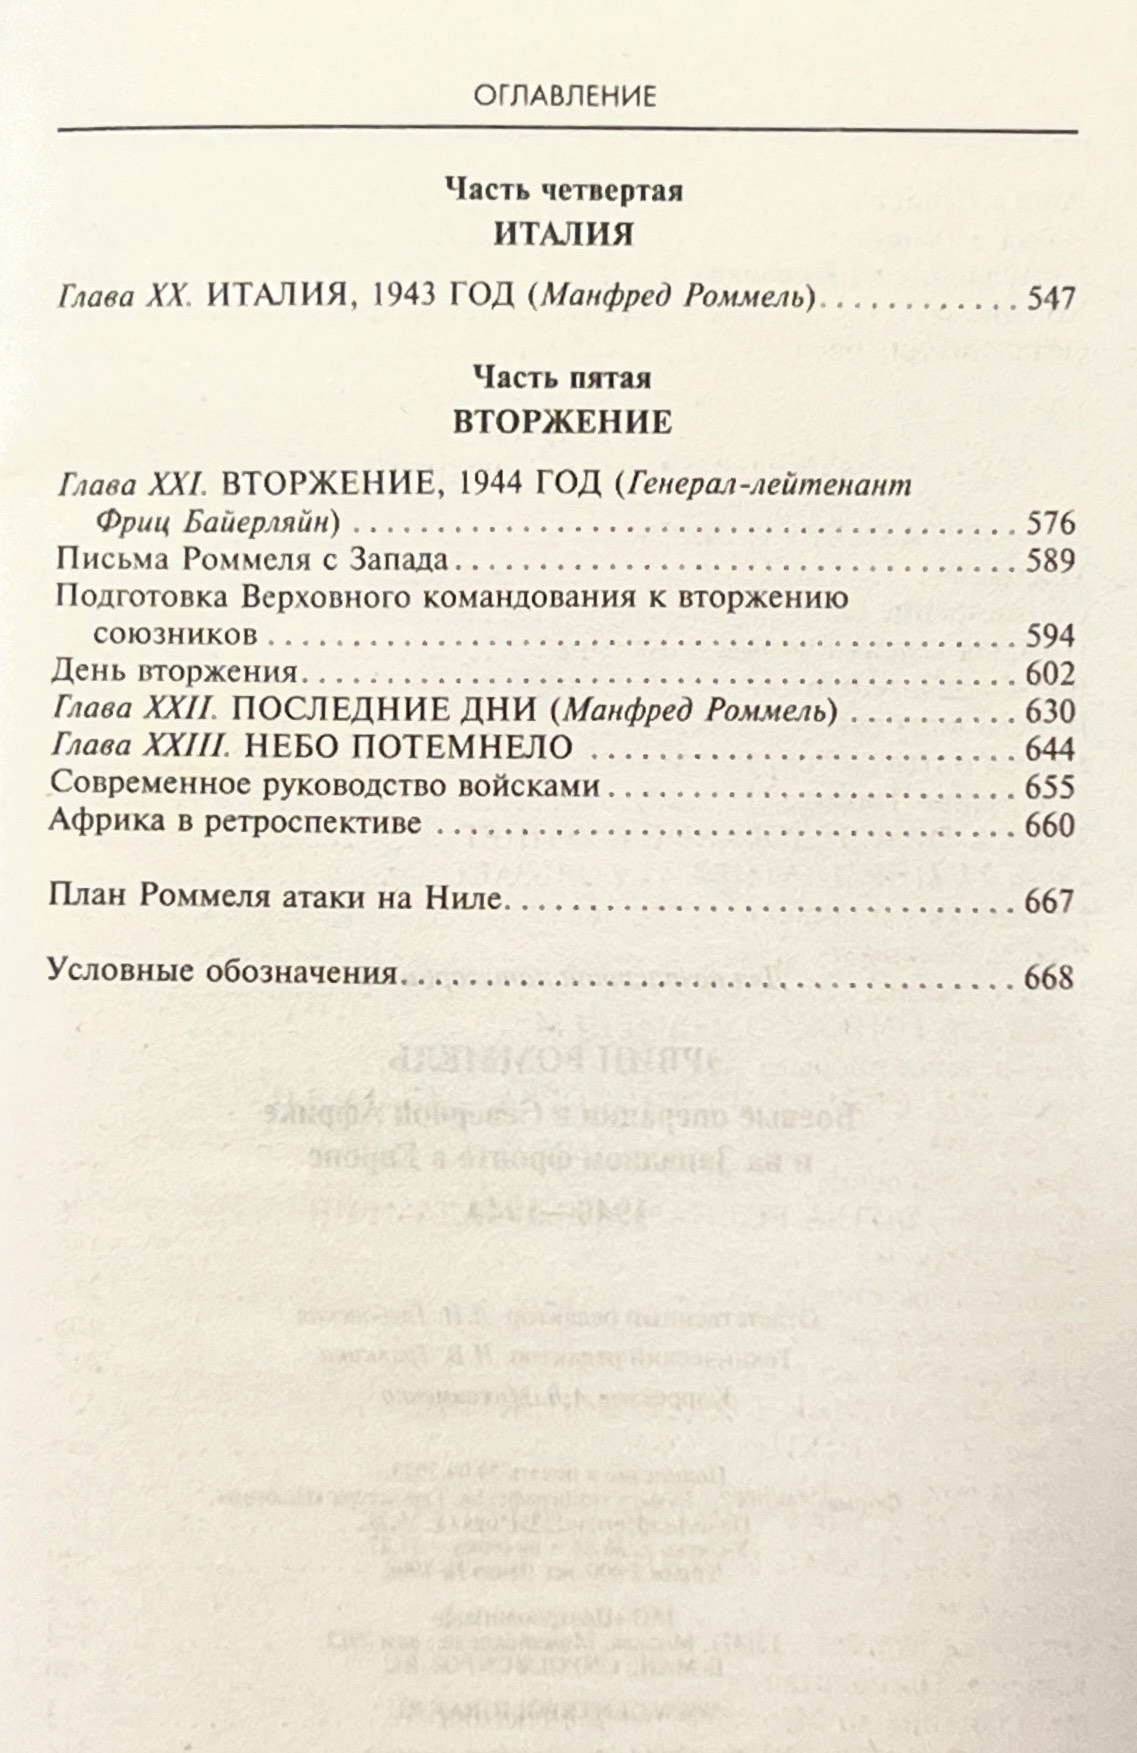 ОГЛАВЛЕНИЕ
Часть четвертая
ИТАЛИЯ
Глава XX. ИТАЛИЯ, 1943 ГОД (Манфред Роммель). . . . . . . . . . . . 547
Часть пятая
ВТОРЖЕНИЕ
Глава XXI. ВТОРЖЕНИЕ, 1944 ГОД (Генерал-лейтенант
Фриц Байерляйн) . . . . . . . . . . . . . . . . . . . . . . . . . . . . . . . . . 576
Письма Роммеля с Запада. . . . . . . . . . . . . . . . . . . . . . . . . . . . 589
Подготовка Верховного командования к вторжению
союзников . . . . . . . . . . . . . . . . . . . . . . . . . . . . . . . . . . . . . 594
День вторжения. . . . . . . . . . . . . . . . . . . . . . . . . . . . . . . . . . . 602
Глава XXII. ПОСЛЕДНИЕ ДНИ (Манфред Роммель) . . . . . . . . . . 630
Глава XXIII. НЕБО ПОТЕМНЕЛО . . . . . . . . . . . . . . . . . . . . . 644
Современное руководство войсками. . . . . . . . . . . . . . . . . . . . 655
Африка в ретроспективе . . . . . . . . . . . . . . . . . . . . . . . . . . . . 660
План Роммеля атаки на Ниле. . . . . . . . . . . . . . . . . . . . . . . . . 667
Условные обозначения. . . . . . . . . . . . . . . . . . . . . . . . . . . . . . 668